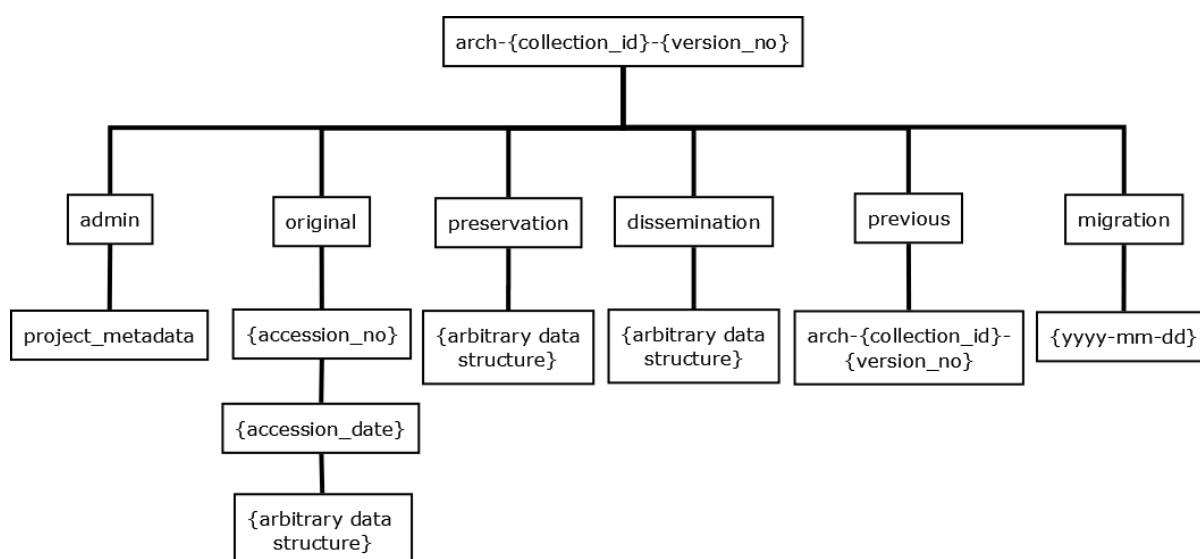 arch-{collection_id}-{version_no}
admin
original
preservation
dissemination
previous
migration
project_metadata
{accession_no}
{arbitrary data
structure}
{arbitrary data
structure}
arch-{collection_id}-
{version_no}
{yyyy-mm-dd}
{accession_date}
{arbitrary data
structure}